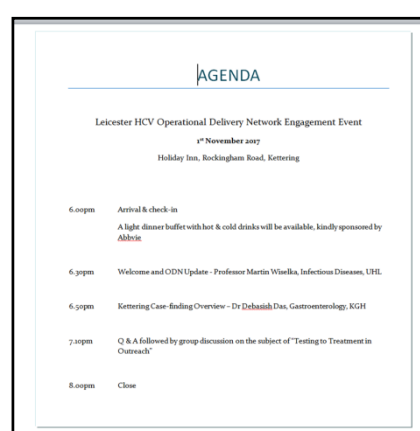 AGENDA
Leicester HCV Operational Delivery Network Engagement Event
1st November 2017
Holiday Inn, Rockingham Road, Kettering
6.00pm Arrival & check-in
A light dinner buffet with hot & cold drinks will be available, kindly sponsored by
Abbvie
6.30pm Welcome and ODN Update - Professor Martin Wiselka, Infectious Diseases, UHL
6.50pm Kettering Case-finding Overview – Dr Debasish Das, Gastroenterology, KGH
7.10pm Q & A followed by group discussion on the subject of "Testing to Treatment in
Outreach"
8.00pm Close